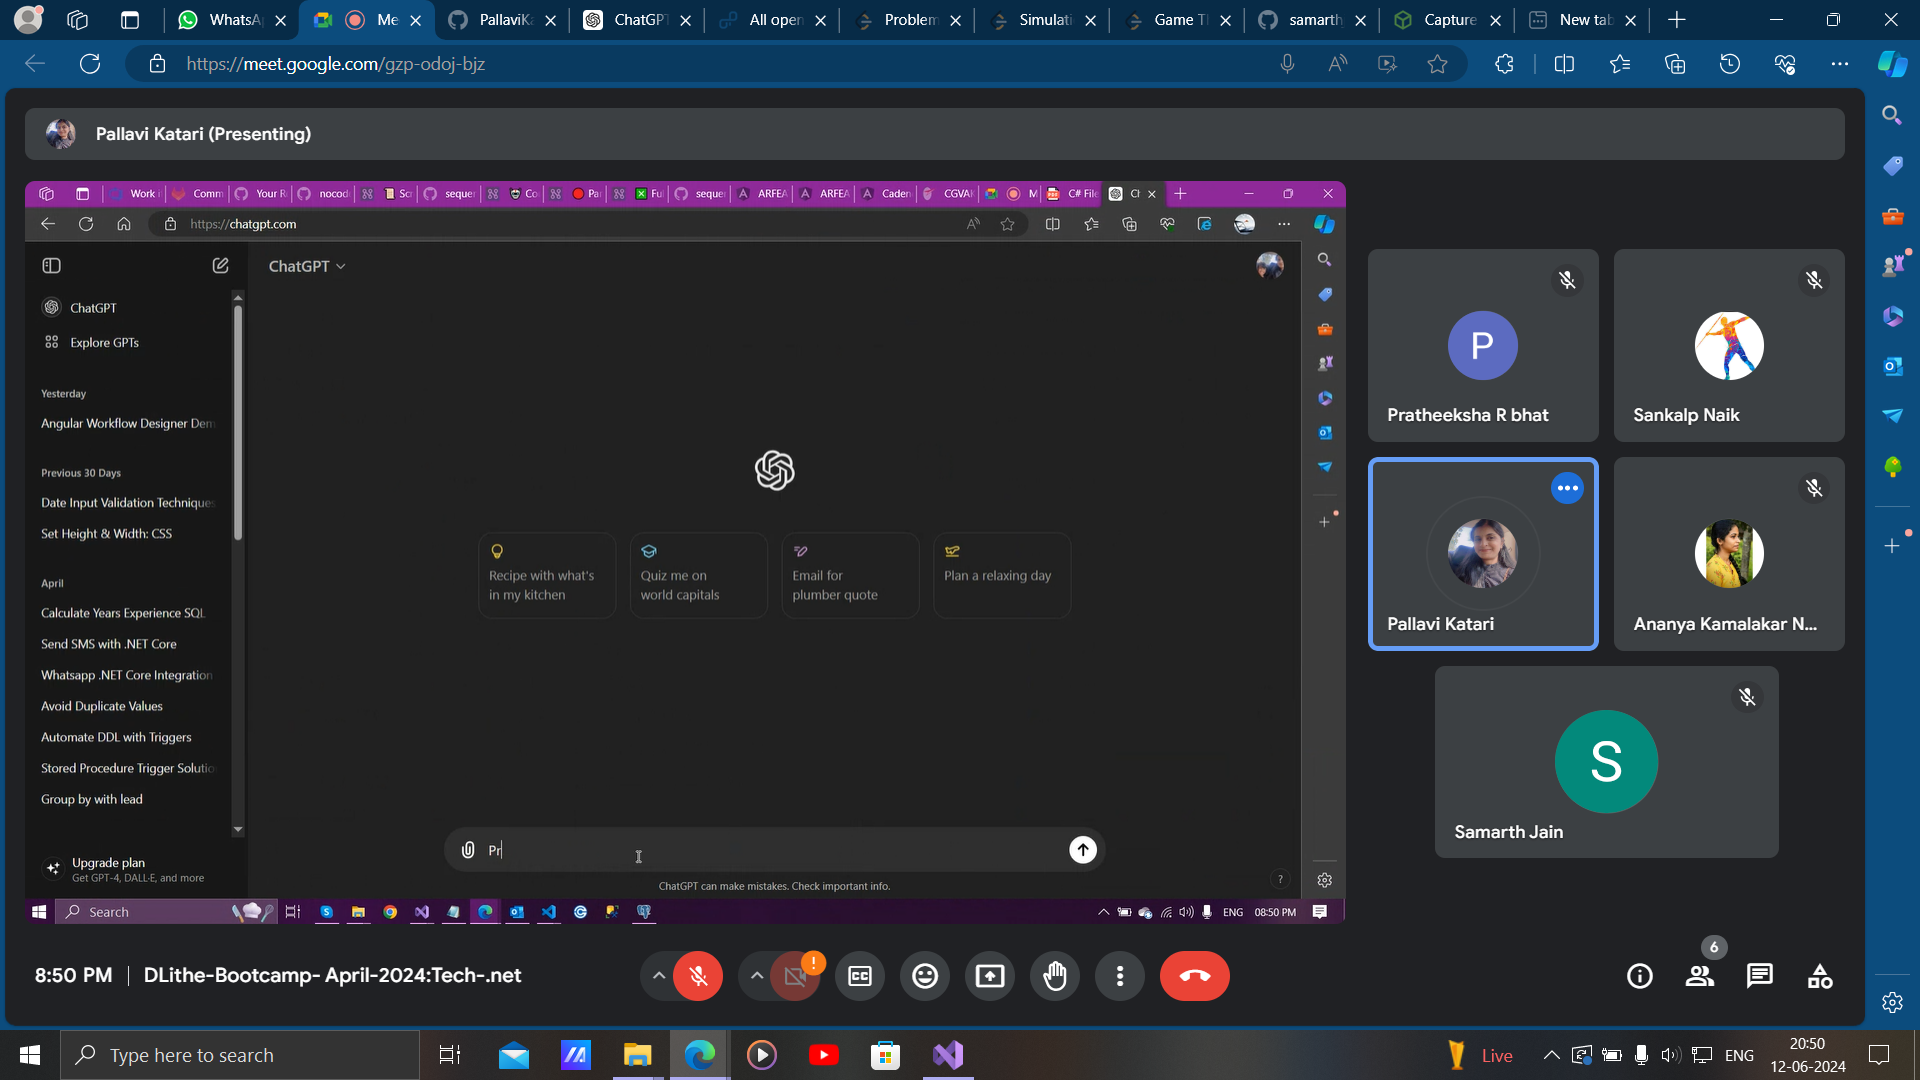 WhatsA
Me
PallaviKa
ChatGPT
All open
Problem
Simulati
Game T
samarth
Capture
New tab
https://meet.google.com/gzp-odoj-bjz
Pallavi Katari (Presenting)
Work i
Comm
Your R
nocod
Sc
seque
Co
Par
Ful
seque
ARFEA
ARFEA
Caden
CGVAK
M
C# File
https://chatgpt.com
ChatGPT
ChatGPT
Explore GPTs
Yesterday
Angular Workflow Designer Dem
Previous 30 Days
Date Input Validation Techniques
Set Height & Width: CSS
April
Calculate Years Experience SQL
Send SMS with .NET Core
Whatsapp .NET Core Integration
Avoid Duplicate Values
Automate DDL with Triggers
Stored Procedure Trigger Solutio
Group by with lead
Upgrade plan
Get GPT-4, DALL·E, and more
Recipe with what's
in my kitchen
Quiz me on
world capitals
Email for
plumber quote
Plan a relaxing day
Pr
ChatGPT can make mistakes. Check important info.
?
Search
ENG
08:50 PM
P
Pratheeksha R bhat
Sankalp Naik
Pallavi Katari
Ananya Kamalakar N...
S
Samarth Jain
8:50 PM
DLithe-Bootcamp- April-2024:Tech-.net
6
Type here to search
Live
ENG
20:50
12-06-2024